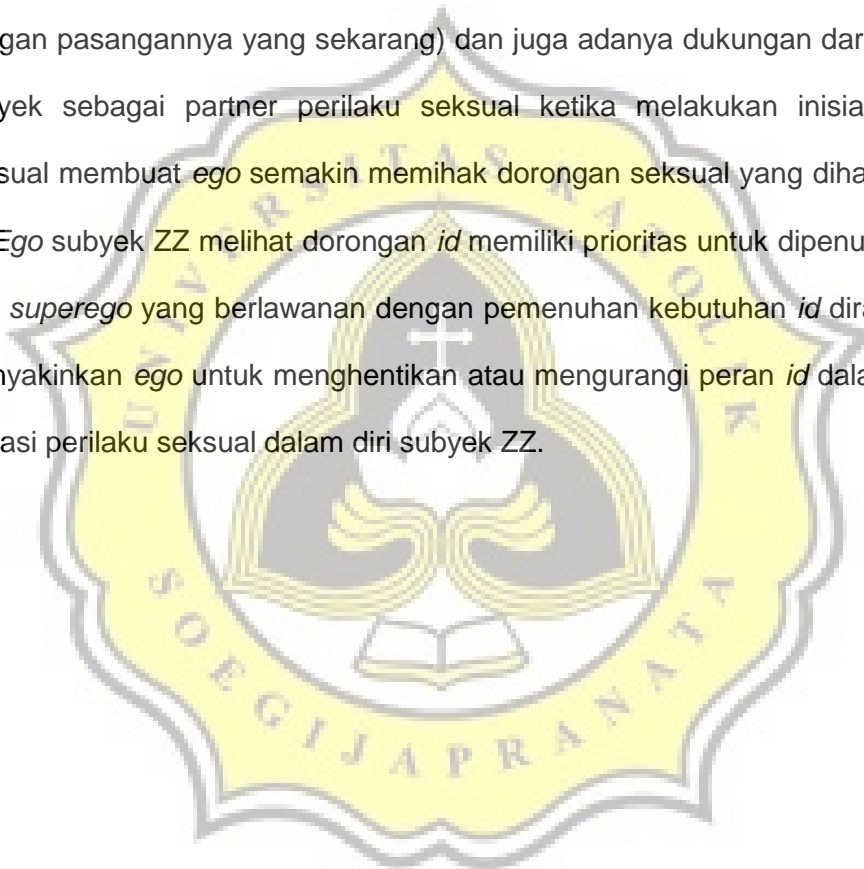 gan pasangannya yang sekarang) dan juga adanya dukungan dar
yek sebagai partner perilaku seksual ketika melakukan inisia
sual membuat ego semakin memihak dorongan seksual yang diha
Ego subyek ZZ melihat dorongan id memiliki prioritas untuk dipenu
superego yang berlawanan dengan pemenuhan kebutuhan id dira
nyakinkan ego untuk menghentikan atau mengurangi peran id dala
asi perilaku seksual dalam diri subyek ZZ.
UNIVERSITAS KATOLIK
SOEGIJAPRANATA